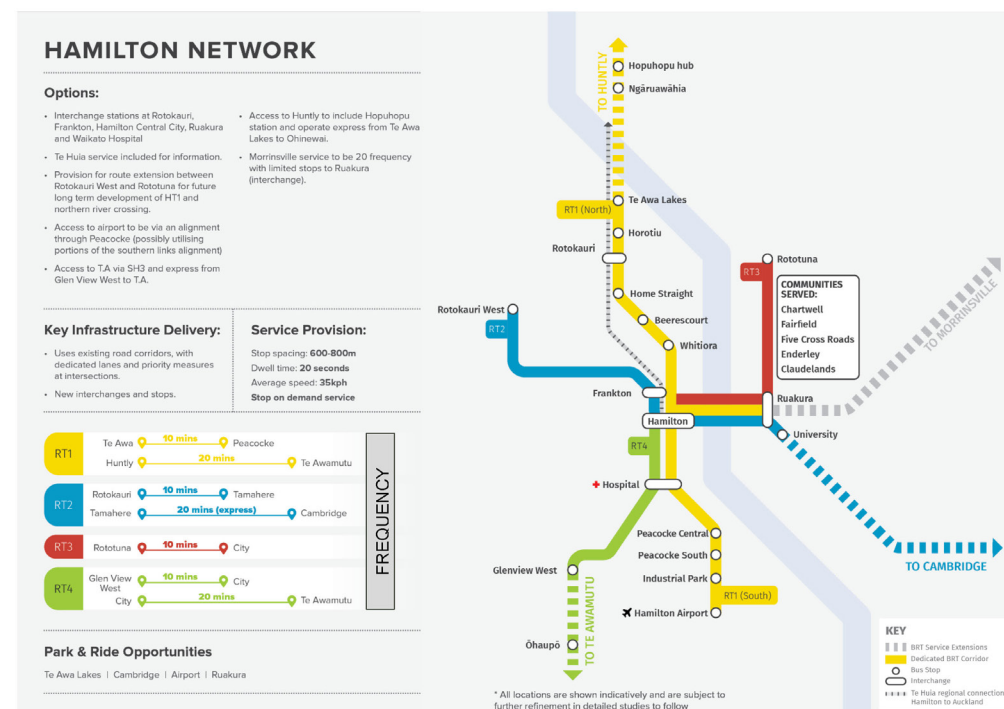 HAMILTON NETWORK
Options:
• Interchange stations at Rotokauri,
Frankton, Hamilton Central City, Ruakura
and Waikato Hospital
• Te Huia service included for information.
• Provision for route extension between
Rotokauri West and Rototuna for future
long term development of HT1 and
northern river crossing.
• Access to airport to be via an alignment
through Peacocke (possibly utilising
portions of the southern links alignment)
• Access to T.A via SH3 and express from
Glen View West to T.A.
• Access to Huntly to include Hopuhopu
station and operate express from Te Awa
Lakes to Ohinewai.
• Morrinsville service to be 20 frequency
with limited stops to Ruakura
(interchange).
Key Infrastructure Delivery:
• Uses existing road corridors, with
dedicated lanes and priority measures
at intersections.
• New interchanges and stops.
Service Provision:
Stop spacing: 600-800m
Dwell time: 20 seconds
Average speed: 35kph
Stop on demand service
RT1
Te Awa 10 mins Peacocke
Huntly 20 mins Te Awamutu
RT2
Rotokauri 10 mins Tamahere
Tamahere 20 mins (express) Cambridge
RT3
Rototuna 10 mins City
RT4
Glen View
West 10 mins City
City 20 mins Te Awamutu
FREQUENCY
Park & Ride Opportunities
Te Awa Lakes | Cambridge | Airport | Ruakura
TO HUNTLY
Hopuhopu hub
Ngāruawāhia
Te Awa Lakes
RT1 (North)
Horotiu
Rotokauri
Home Straight
Beerescourt
Whitiora
Rotokauri West
RT2
Frankton
Hamilton
RT4
Rototuna
RT3
COMMUNITIES
SERVED:
Chartwell
Fairfield
Five Cross Roads
Enderley
Claudelands
TO MORRINSVILLE
Ruakura
University
TO CAMBRIDGE
Hospital
Peacocke Central
Peacocke South
Industrial Park
RT1 (South)
Hamilton Airport
Glenview West
Ōhaupō
TO TE AWAMUTU
* All locations are shown indicatively and are subject to
further refinement in detailed studies to follow
KEY
BRT Service Extensions
Dedicated BRT Corridor
Bus Stop
Interchange
Te Huia regional connection
Hamilton to Auckland